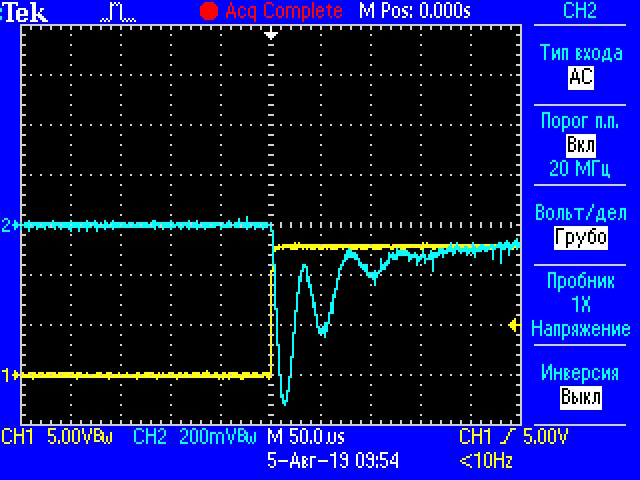 Tek Acq Complete M Pos: 0.000s CH2
Тип входа
AC
Порог п.п.
Вкл
20 МГц
Вольт/дел
Грубо
Пробник
1X
Напряжение
Инверсия
Выкл
2
1
CH1 5.00VBw CH2 200mVBw M 50.0us CH1 5.00V
5-Авг-19 09:54 <10Hz